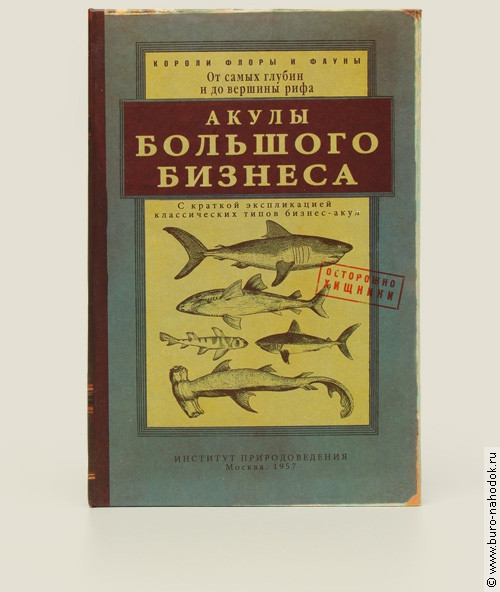 КОРОЛИ ФЛОРЫ И ФАУНЫ
От самых глубин
и до вершины рифа
АКУЛЫ
БОЛЬШОГО
БИЗНЕСА
С краткой экспликацией
классических типов бизнес-акул
ОСТОРОЖНО
ХИЩНИКИ
ИНСТИТУТ ПРИРОДОВЕДЕНИЯ
Москва, 1957
© www.buro-nahodok.ru